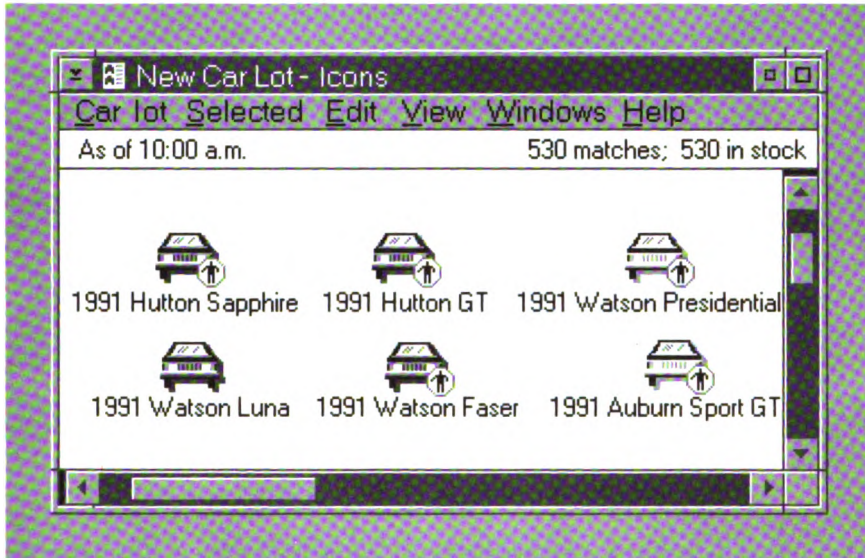 New Car Lot - Icons
Car lot Selected Edit View Windows Help
As of 10:00 a.m. 530 matches; 530 in stock
1991 Hutton Sapphire 1991 Hutton GT 1991 Watson Presidential
1991 Watson Luna 1991 Watson Faser 1991 Auburn Sport GT